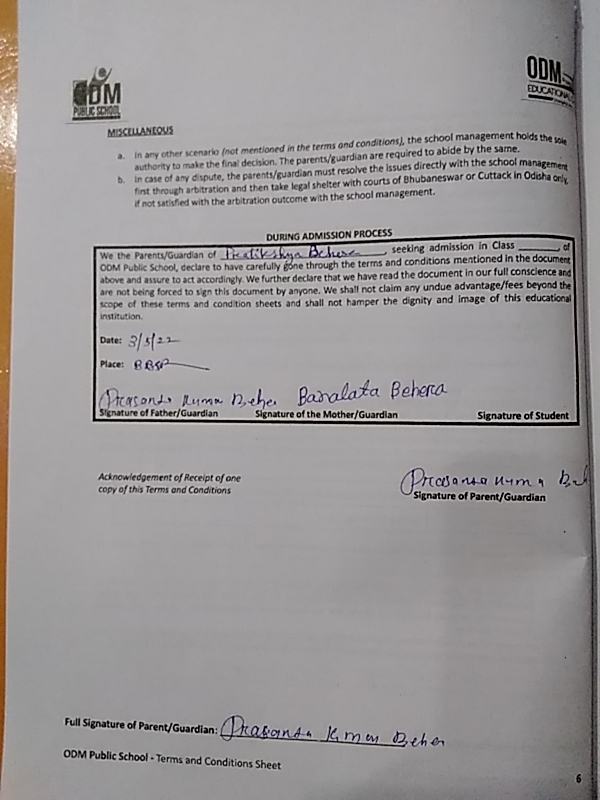 ODM
PUBLIC SCHOOL
ODM
EDUCATIONAL
MISCELLANEOUS
a. In any other scenario (not mentioned in the terms and conditions), the school management holds the sole
authority to make the final decision. The parents/guardian are required to abide by the same.
b. In case of any dispute, the parents/guardian must resolve the issues directly with the school management
first through arbitration and then take legal shelter with courts of Bhubaneswar or Cuttack in Odisha only,
if not satisfied with the arbitration outcome with the school management.
DURING ADMISSION PROCESS
We the Parents/Guardian of Pratikshya Behera, seeking admission in Class ______ of
ODM Public School, declare to have carefully gone through the terms and conditions mentioned in the document
above and assure to act accordingly. We further declare that we have read the document in our full conscience and
are not being forced to sign this document by anyone. We shall not claim any undue advantage/fees beyond the
scope of these terms and condition sheets and shall not hamper the dignity and image of this educational
institution.
Date: 3/5/22
Place: BBSR
Prasanta Kumar Beher Banalata Behera
Signature of Father/Guardian Signature of the Mother/Guardian Signature of Student
Acknowledgement of Receipt of one
copy of this Terms and Conditions
Prasanta Kuma
Signature of Parent/Guardian
Full Signature of Parent/Guardian: Prasanta Kumar Beher
ODM Public School - Terms and Conditions Sheet
6